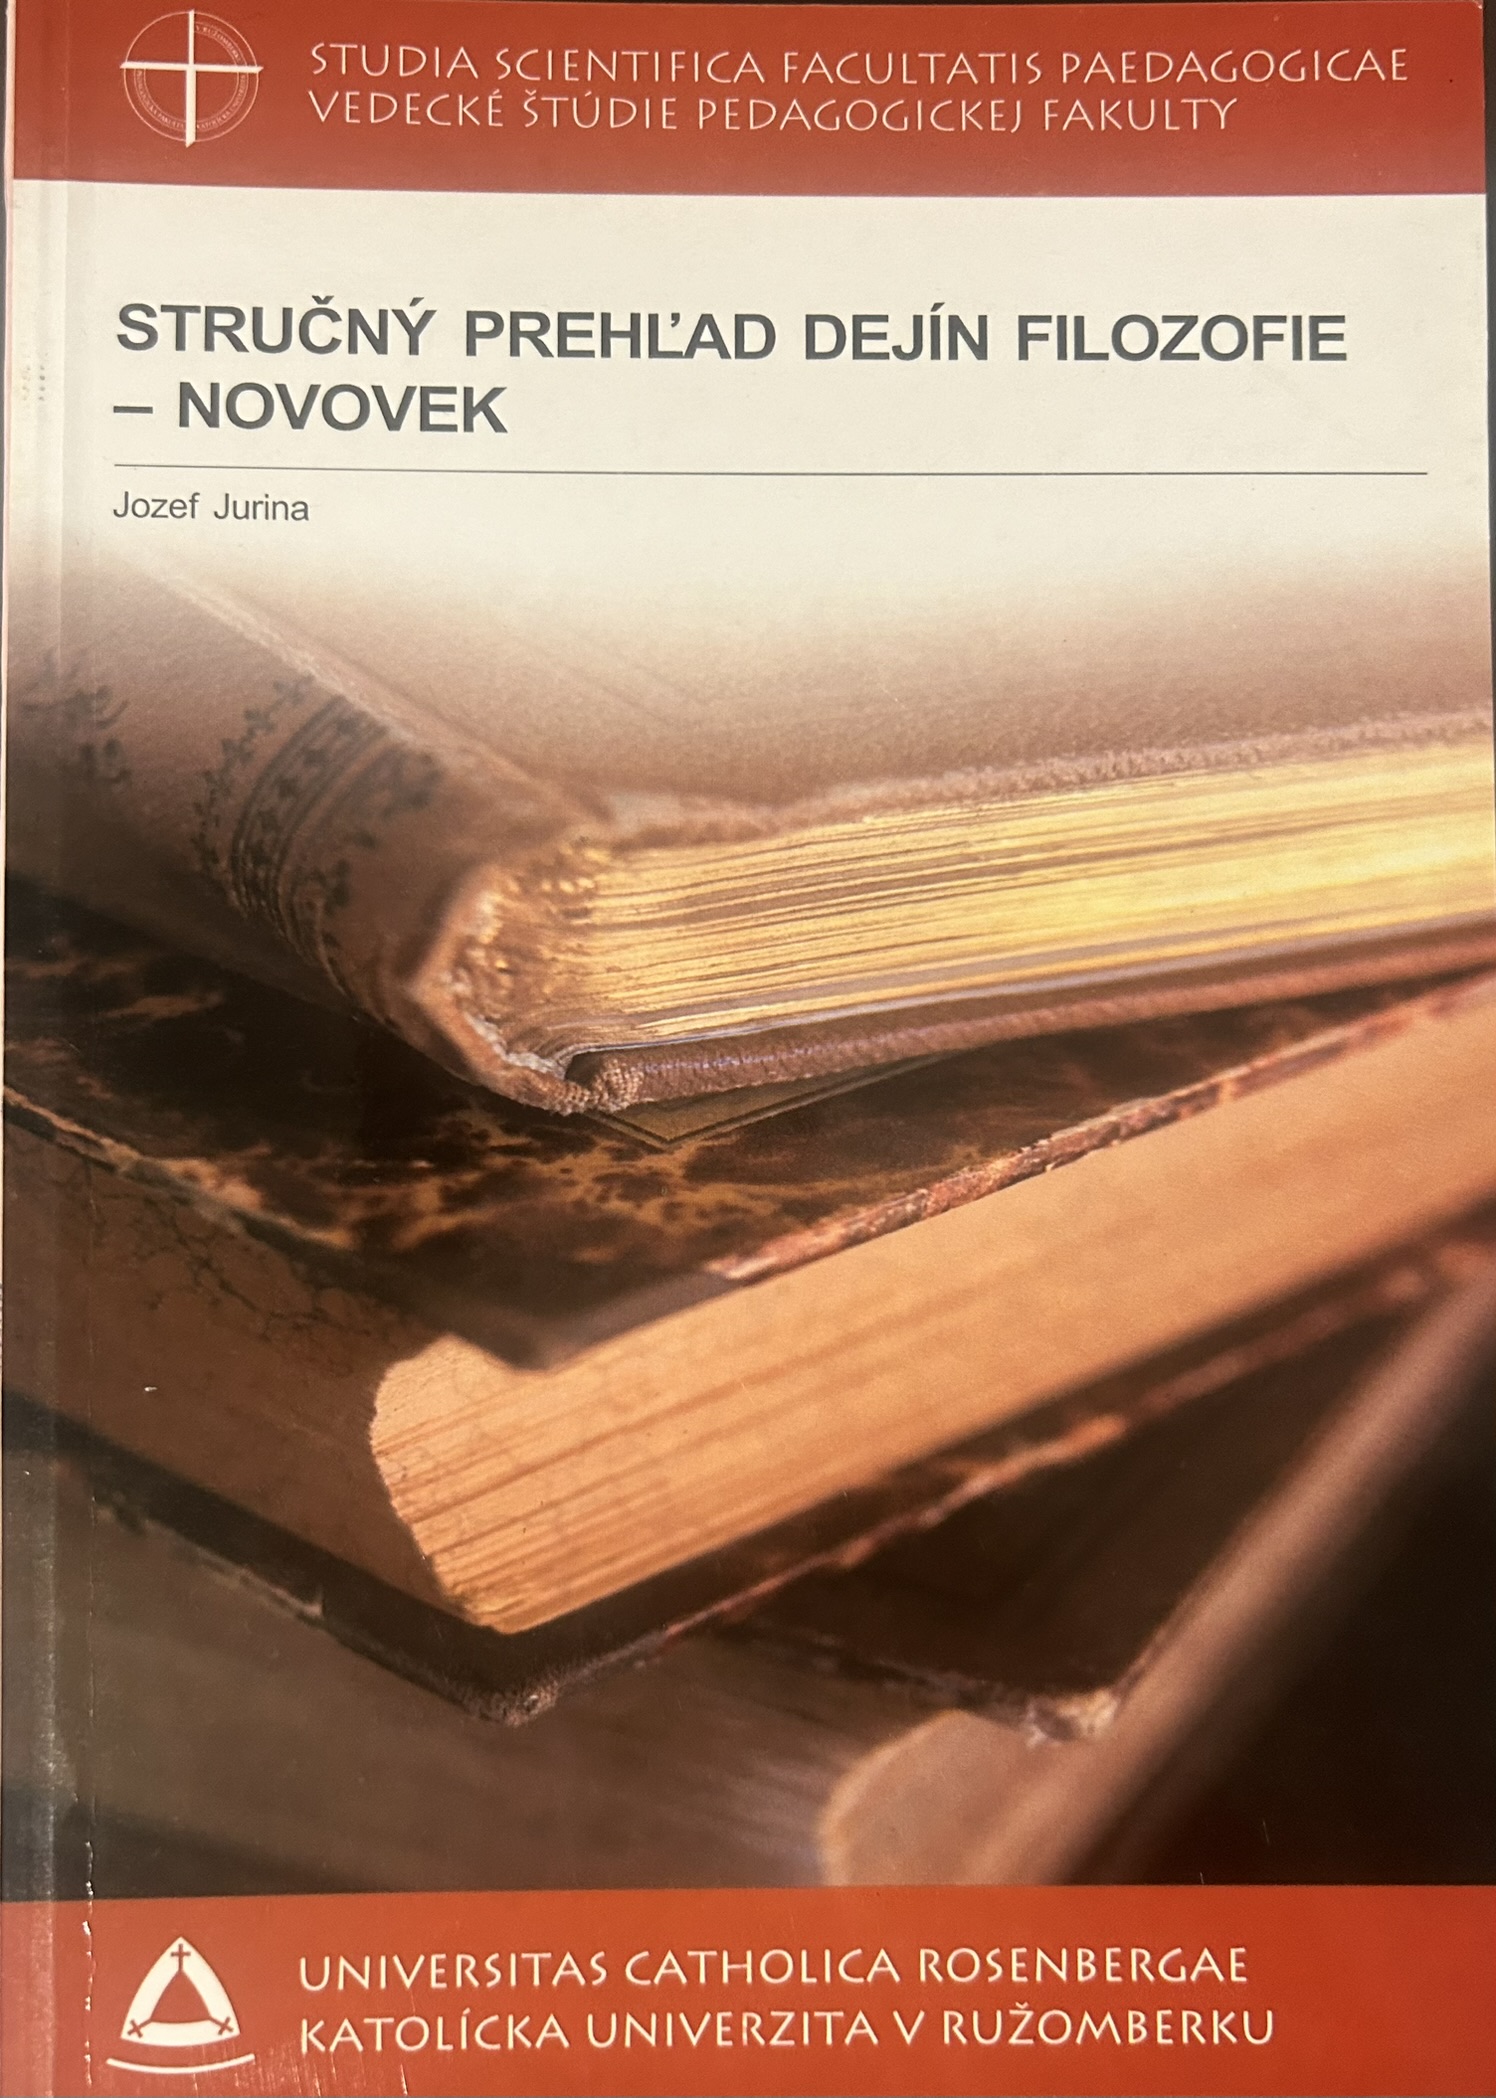 STUDIA SCIENTIFICA FACULTATIS PAEDAGOGICAE
VEDECKÉ ŠTÚDIE PEDAGOGICKEJ FAKULTY
STRUČNÝ PREHĽAD DEJÍN FILOZOFIE
– NOVOVEK
Jozef Jurina
UNIVERSITAS CATHOLICA ROSENBERGAE
KATOLÍCKA UNIVERZITA V RUŽOMBERKU